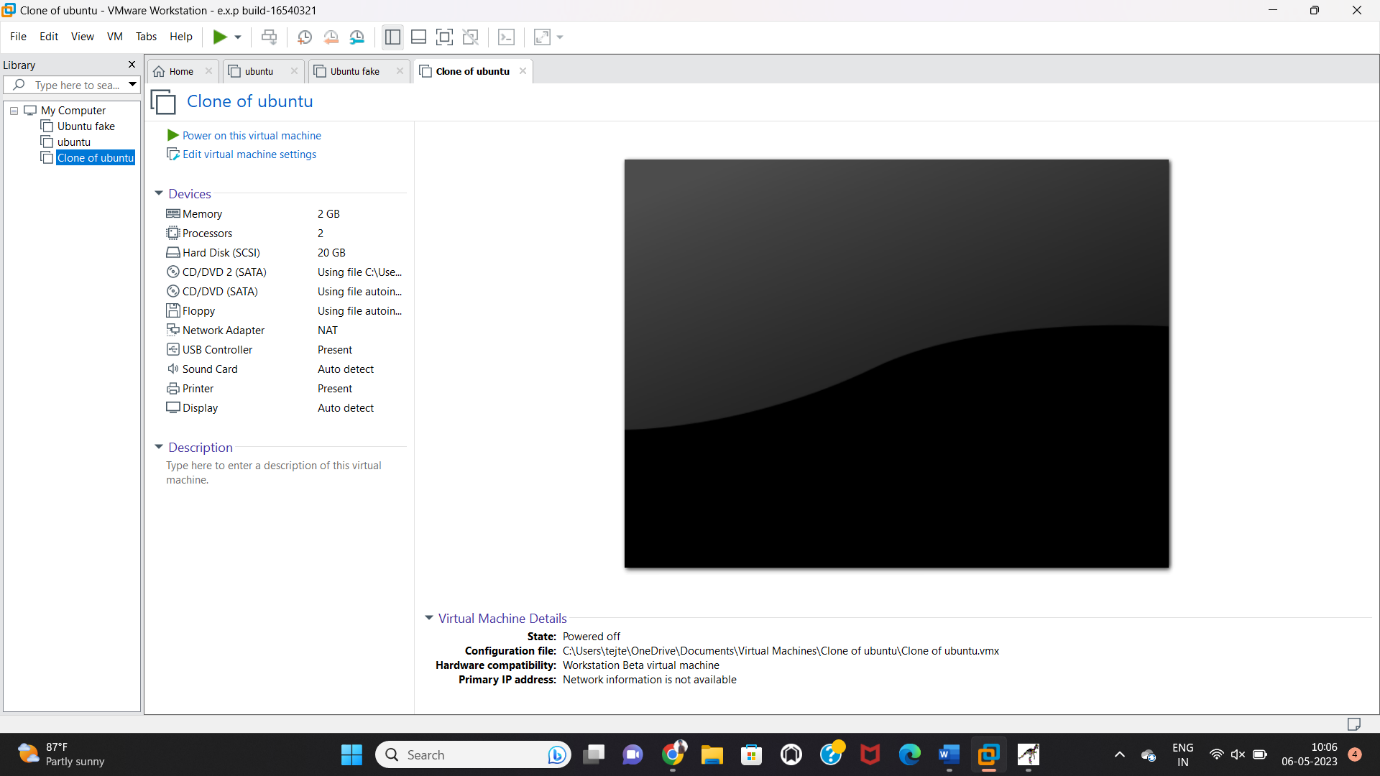 Clone of ubuntu - VMware Workstation - e.x.p build-16540321
File Edit View VM Tabs Help
Library
Type here to sea...
My Computer
Ubuntu fake
ubuntu
Clone of ubuntu
Home ubuntu Ubuntu fake Clone of ubuntu
Clone of ubuntu
Power on this virtual machine
Edit virtual machine settings
Devices
Memory 2 GB
Processors 2
Hard Disk (SCSI) 20 GB
CD/DVD 2 (SATA) Using file C:\Use...
CD/DVD (SATA) Using file autoin...
Floppy Using file autoin...
Network Adapter NAT
USB Controller Present
Sound Card Auto detect
Printer Present
Display Auto detect
Description
Type here to enter a description of this virtual
machine.
Virtual Machine Details
State: Powered off
Configuration file: C:\Users\tejte\OneDrive\Documents\Virtual Machines\Clone of ubuntu\Clone of ubuntu.vmx
Hardware compatibility: Workstation Beta virtual machine
Primary IP address: Network information is not available
87°F
Partly sunny
Search
ENG
IN
10:06
06-05-2023
4